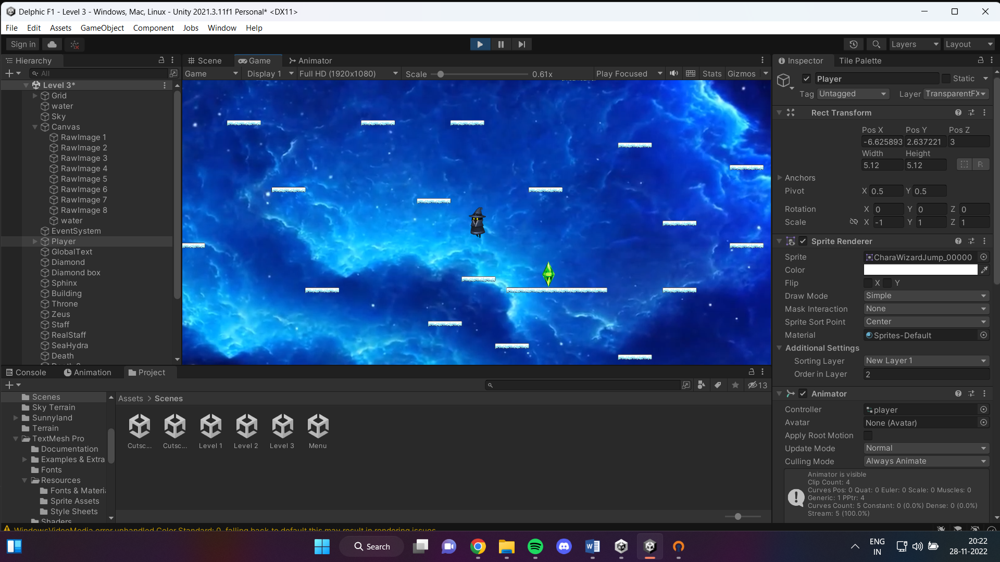 Delphic F1 - Level 3 - Windows, Mac, Linux - Unity 2021.3.11f1 Personal* <DX11>
File Edit Assets GameObject Component Jobs Window Help
Sign in
Layers
Layout
Hierarchy
All
Level 3*
Grid
water
Sky
Canvas
RawImage 1
RawImage 2
RawImage 3
RawImage 4
RawImage 5
RawImage 6
RawImage 7
RawImage 8
water
EventSystem
Player
GlobalText
Diamond
Diamond box
Sphinx
Building
Throne
Zeus
Staff
RealStaff
SeaHydra
Death
Scene Game Animator
Game Display 1 Full HD (1920x1080) Scale 0.61x Play Focused Stats Gizmos
Inspector Tile Palette
Player Static
Tag Untagged Layer TransparentFX
Rect Transform
Pos X Pos Y Pos Z
-6.625893 2.637221 3
Width Height
5.12 5.12 R
Anchors
Pivot X 0.5 Y 0.5
Rotation X 0 Y 0 Z 0
Scale X -1 Y 1 Z 1
Sprite Renderer
Sprite CharaWizardJump_00000
Color
Flip X Y
Draw Mode Simple
Mask Interaction None
Sprite Sort Point Center
Material Sprites-Default
Additional Settings
Sorting Layer New Layer 1
Order in Layer 2
Animator
Controller player
Avatar None (Avatar)
Apply Root Motion
Update Mode Normal
Culling Mode Always Animate
Animator is visible
Clip Count: 4
Curves Pos: 0 Quat: 0 Euler: 0 Scale: 0 Muscles: 0
Generic: 1 PPtr: 4
Curves Count: 5 Constant: 0 (0.0%) Dense: 0 (0.0%)
Stream: 5 (100.0%)
Console Animation Project
13
Scenes
Sky Terrain
Sunnyland
Terrain
TextMesh Pro
Documentation
Examples & Extra
Fonts
Resources
Fonts & Materi
Sprite Assets
Style Sheets
Shaders
Assets > Scenes
Cutsc... Cutsc... Level 1 Level 2 Level 3 Menu
WindowsVideoMedia error unhandled Color Standard: 0 falling back to default this may result in rendering issues
Search
ENG
IN
20:22
28-11-2022